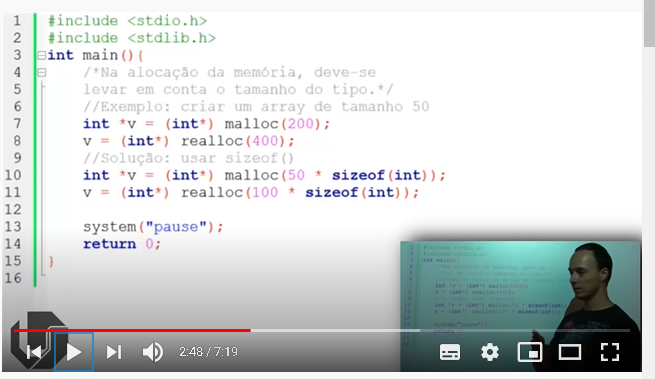 1 #include <stdio.h>
2 #include <stdlib.h>
3 int main(){
4 /*Na alocação da memória, deve-se
5 levar em conta o tamanho do tipo.*/
6 //Exemplo: criar um array de tamanho 50
7 int *v = (int*) malloc(200);
8 v = (int*) realloc(400);
9 //Solução: usar sizeof()
10 int *v = (int*) malloc(50 * sizeof(int));
11 v = (int*) realloc(100 * sizeof(int));
12
13 system("pause");
14 return 0;
15 }
16
2:48 / 7:19